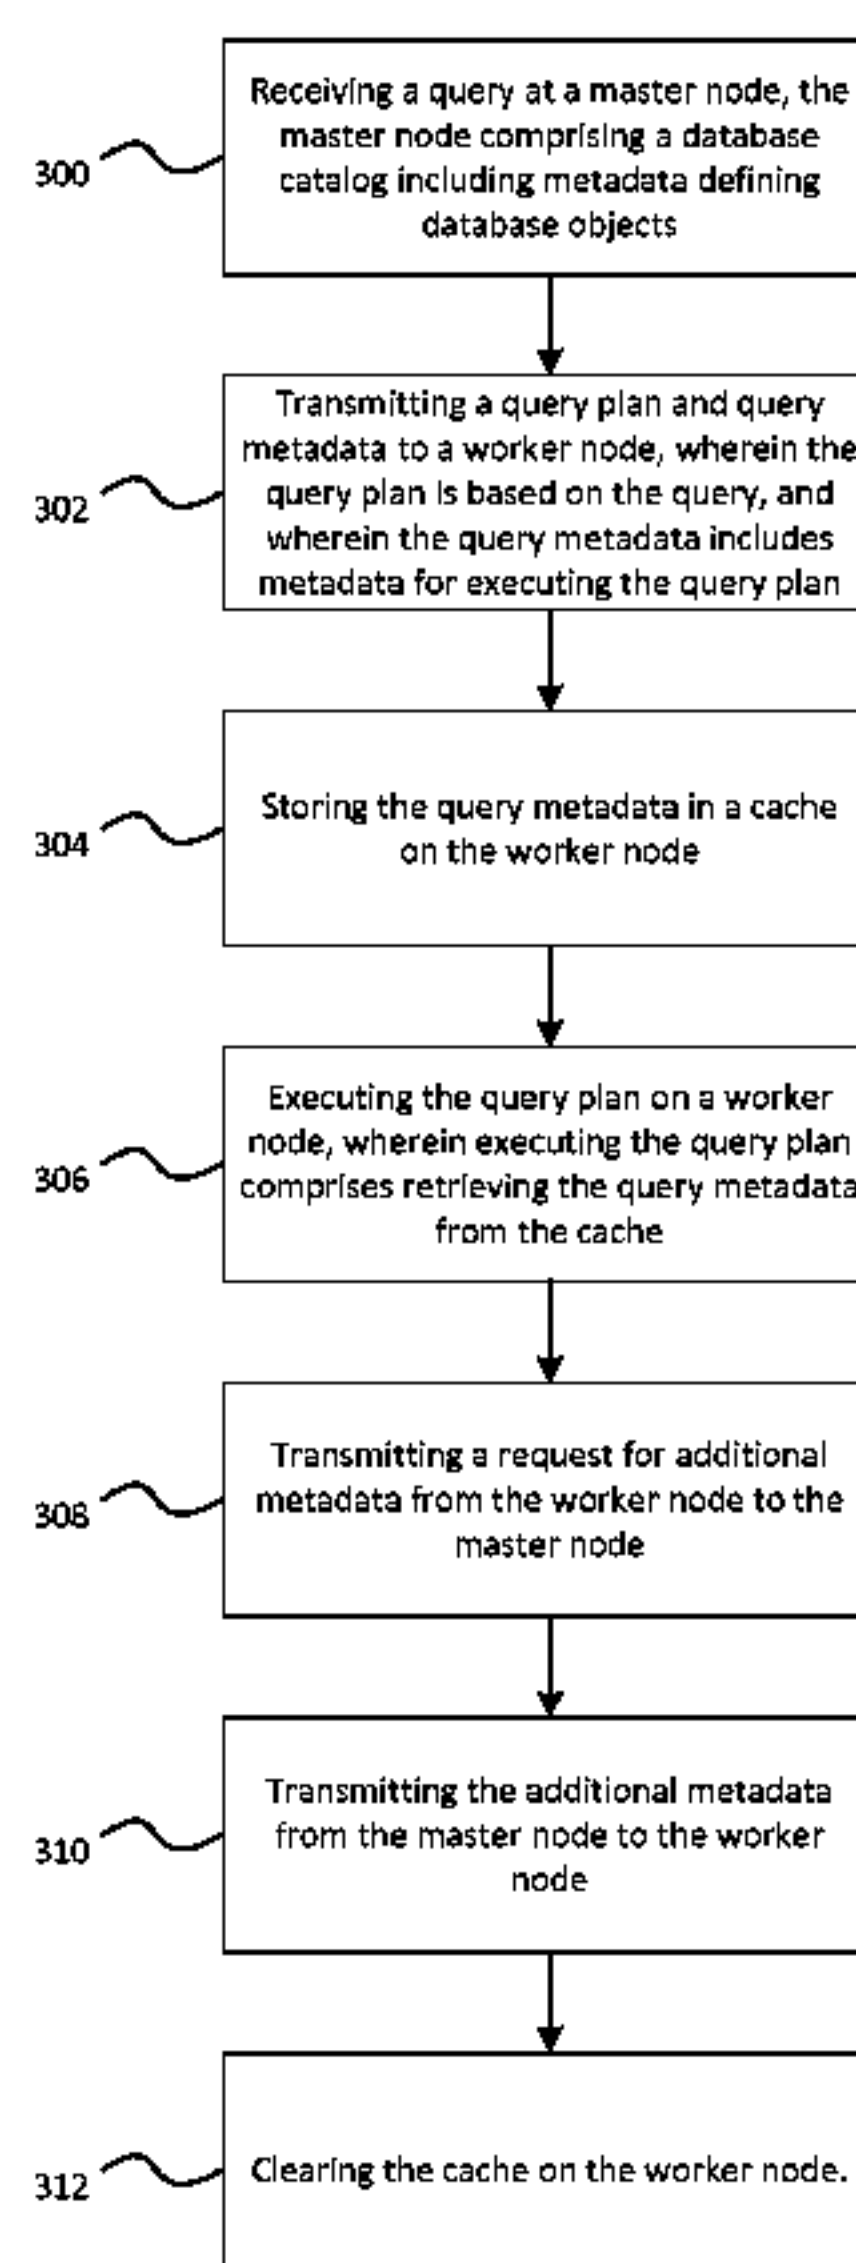 Receiving a query at a master node, the
master node comprising a database
catalog including metadata defining
database objects
300
Transmitting a query plan and query
metadata to a worker node, wherein the
query plan is based on the query, and
wherein the query metadata includes
metadata for executing the query plan
302
Storing the query metadata in a cache
on the worker node
304
Executing the query plan on a worker
node, wherein executing the query plan
comprises retrieving the query metadata
from the cache
306
Transmitting a request for additional
metadata from the worker node to the
master node
308
Transmitting the additional metadata
from the master node to the worker
node
310
Clearing the cache on the worker node.
312